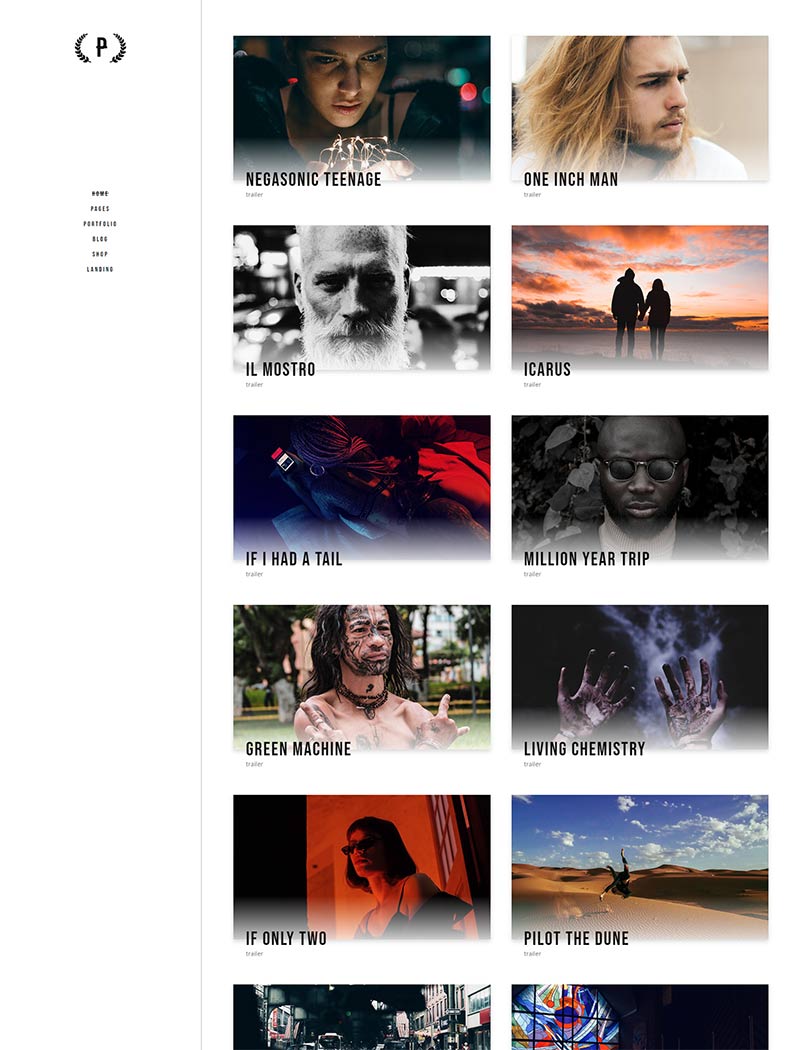 P
HOME
PAGES
PORTFOLIO
BLOG
SHOP
LANDING
NEGASONIC TEENAGE
trailer
ONE INCH MAN
trailer
IL MOSTRO
trailer
ICARUS
trailer
IF I HAD A TAIL
trailer
MILLION YEAR TRIP
trailer
GREEN MACHINE
trailer
LIVING CHEMISTRY
trailer
IF ONLY TWO
trailer
PILOT THE DUNE
trailer